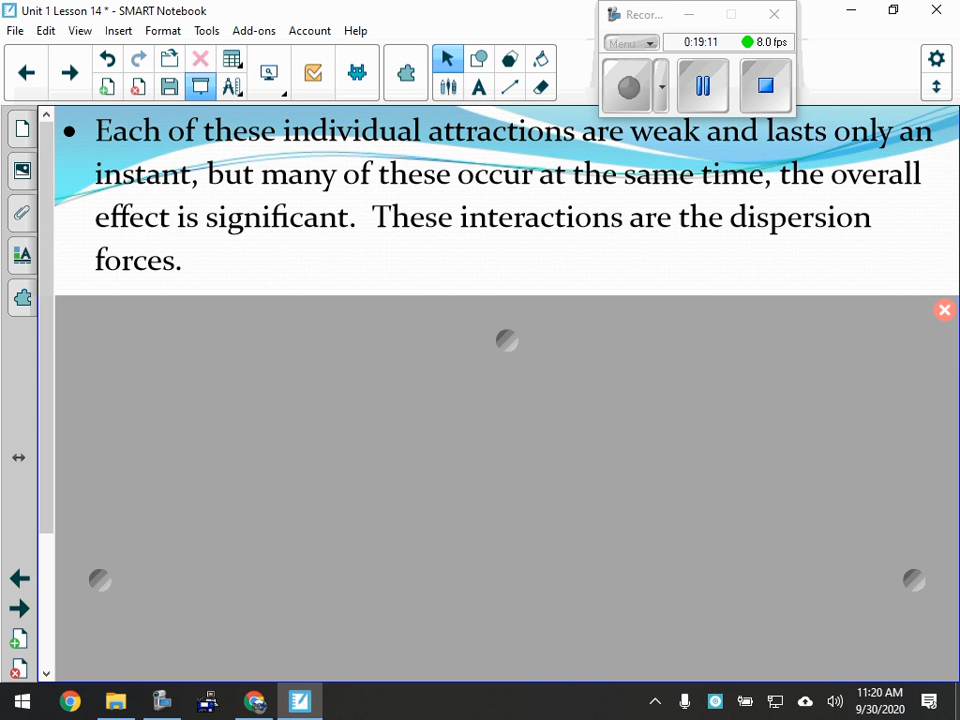 Unit 1 Lesson 14 * - SMART Notebook
Recor...
File Edit View Insert Format Tools Add-ons Account Help
Menu 0:19:11 8.0 fps
• Each of these individual attractions are weak and lasts only an
instant, but many of these occur at the same time, the overall
effect is significant. These interactions are the dispersion
forces.
11:20 AM
9/30/2020